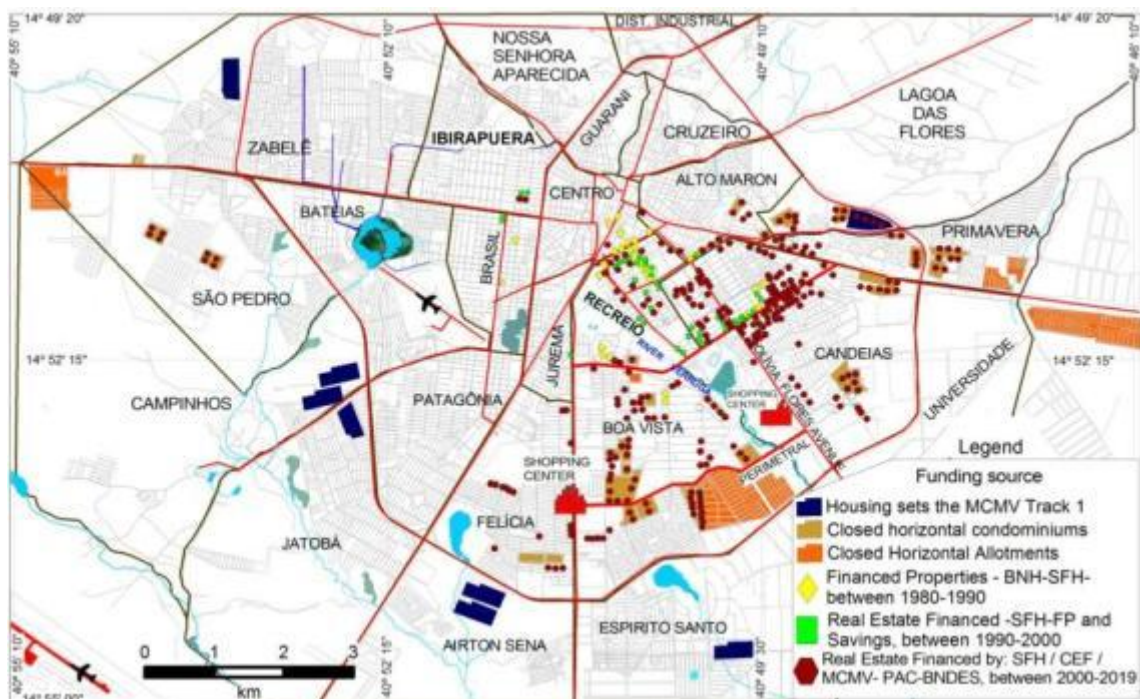 14° 49' 20"
DIST. INDUSTRIAL
14° 49' 20"
40° 55' 10"
40° 52' 10"
40° 49' 10"
40° 46' 10"
NOSSA
SENHORA
APARECIDA
LAGOA
DAS
FLORES
GUARANI
CRUZEIRO
IBIRAPUERA
ZABELÊ
CENTRO
ALTO MARON
BATEIAS
BRASIL
PRIMAVERA
SÃO PEDRO
RECREIO
RIVER
14° 52' 15"
JUREMA
OLÍVIA FLORES AVENUE
CANDEIAS
14° 52' 15"
UNIVERSIDADE
CAMPINHOS
PATAGÔNIA
SHOPPING
CENTER
BOA VISTA
PERIMETRAL
SHOPPING
CENTER
FELÍCIA
JATOBÁ
AIRTON SENA
ESPIRITO SANTO
Legend
Funding source
Housing sets the MCMV Track 1
Closed horizontal condominiums
Closed Horizontal Allotments
Financed Properties - BNH-SFH-
between 1980-1990
Real Estate Financed -SFH-FP and
Savings, between 1990-2000
Real Estate Financed by: SFH / CEF /
MCMV- PAC-BNDES, between 2000-2019
40° 55' 10"
40° 52' 15"
40° 49' 30"
0 1 2 3
km